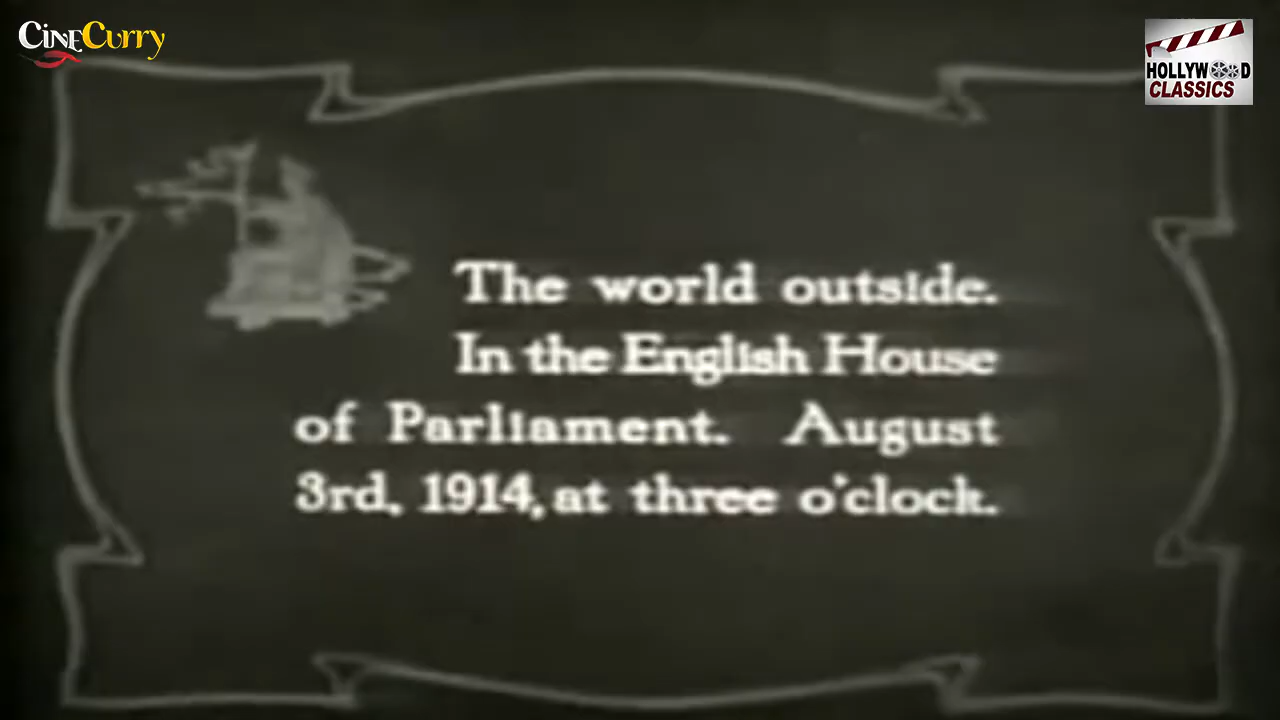 CINECURRY
HOLLYWOOD
CLASSICS
The world outside.
In the English House
of Parliament. August
3rd, 1914, at three o'clock.